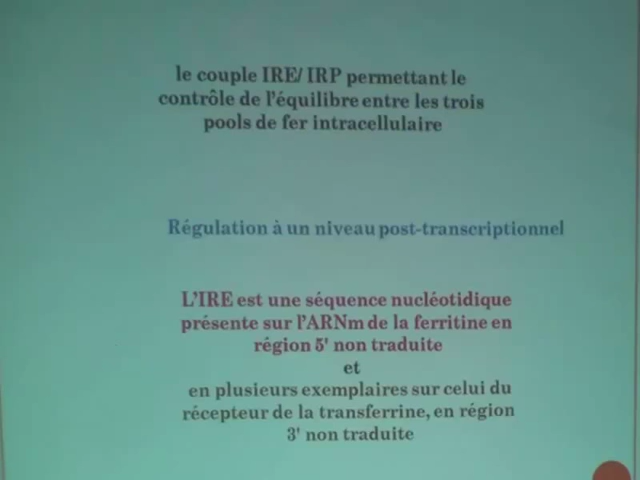 le couple IRE/ IRP permettant le
contrôle de l'équilibre entre les trois
pools de fer intracellulaire
Régulation à un niveau post-transcriptionnel
L'IRE est une séquence nucléotidique
présente sur l'ARNm de la ferritine en
région 5' non traduite
et
en plusieurs exemplaires sur celui du
récepteur de la transferrine, en région
3' non traduite